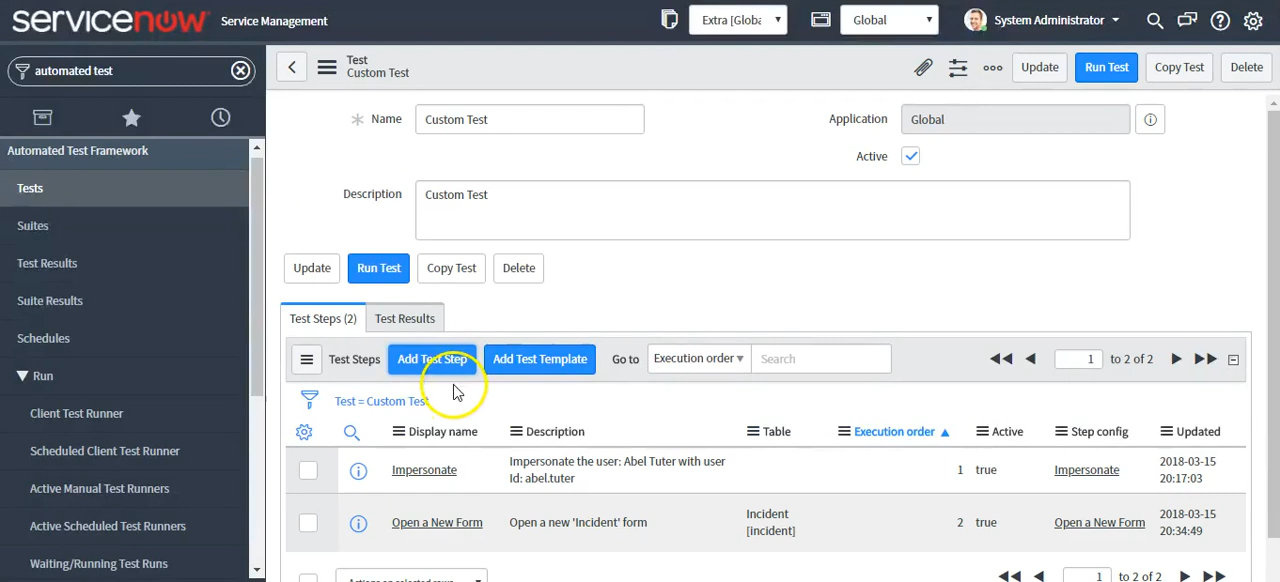 servicenow Service Management
Extra [Globa
Global
System Administrator
automated test
Automated Test Framework
Tests
Suites
Test Results
Suite Results
Schedules
Run
Client Test Runner
Scheduled Client Test Runner
Active Manual Test Runners
Active Scheduled Test Runners
Waiting/Running Test Runs
Test
Custom Test
Update Run Test Copy Test Delete
Name Custom Test
Application Global
Active
Description Custom Test
Update Run Test Copy Test Delete
Test Steps (2) Test Results
Test Steps Add Test Step Add Test Template Go to Execution order Search 1 to 2 of 2
Test = Custom Test
Display name Description Table Execution order Active Step config Updated
Impersonate
Impersonate the user: Abel Tuter with user
Id: abel.tuter
1 true Impersonate
2018-03-15
20:17:03
Open a New Form Open a new 'Incident' form
Incident
[incident]
2 true Open a New Form
2018-03-15
20:34:49
Actions on selected rows...
1 to 2 of 2